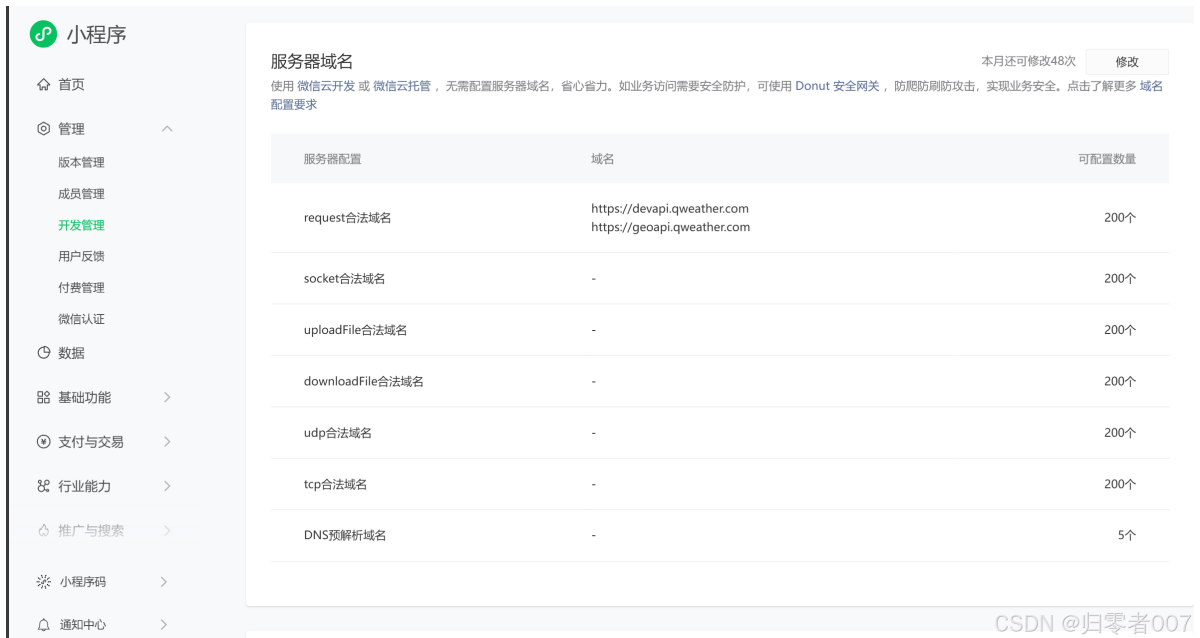 小程序
首页
管理
版本管理
成员管理
开发管理
用户反馈
付费管理
微信认证
数据
基础功能
支付与交易
行业能力
推广与搜索
小程序码
通知中心
服务器域名
本月还可修改48次 修改
使用 微信云开发 或 微信云托管 ，无需配置服务器域名，省心省力。如业务访问需要安全防护，可使用 Donut 安全网关 ，防爬防刷防攻击，实现业务安全。点击了解更多 域名
配置要求
服务器配置 域名 可配置数量
request合法域名 https://devapi.qweather.com 200个
https://geoapi.qweather.com
socket合法域名 - 200个
uploadFile合法域名 - 200个
downloadFile合法域名 - 200个
udp合法域名 - 200个
tcp合法域名 - 200个
DNS预解析域名 - 5个
CSDN @归零者007